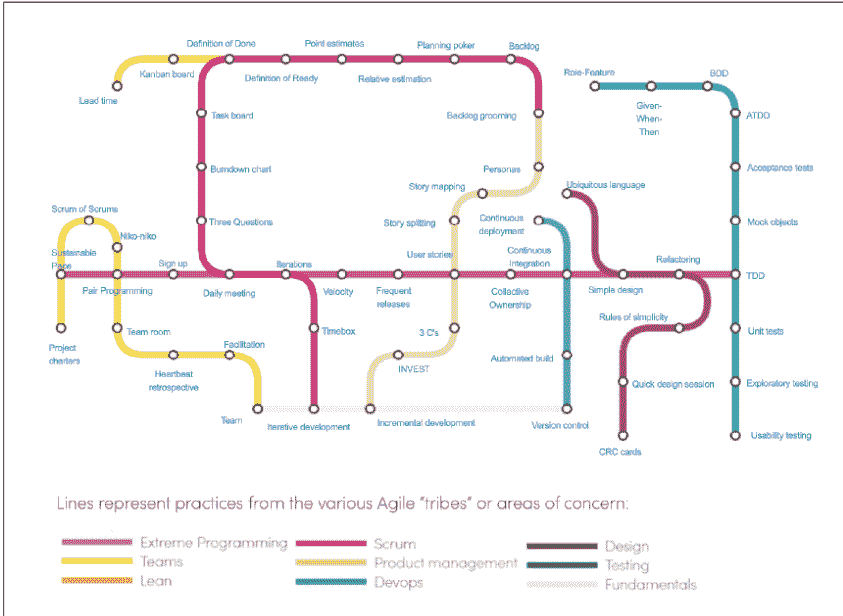 Definition of Done
Point estimates
Planning poker
Backlog
Kanban board
Definition of Ready
Relative estimation
Role-Feature
BDD
Lead time
Given-
When-
Then
Task board
Backlog grooming
ATDD
Burndown chart
Personas
Acceptance tests
Story mapping
Ubiquitous language
Scrum of Scrums
Three Questions
Story splitting
Continuous
deployment
Mock objects
Niko-niko
Sustainable
Pace
Sign up
Iterations
User stories
Continuous
Integration
Refactoring
Pair Programming
Daily meeting
Velocity
Frequent
releases
Collective
Ownership
Simple design
TDD
Project
charters
Team room
Timebox
3 C's
Rules of simplicity
Unit tests
Heartbeat
retrospective
Facilitation
INVEST
Automated build
Quick design session
Exploratory testing
Team
Iterative development
Incremental development
Version control
CRC cards
Usability testing
Lines represent practices from the various Agile "tribes" or areas of concern:
Extreme Programming
Scrum
Design
Teams
Product management
Testing
Lean
Devops
Fundamentals